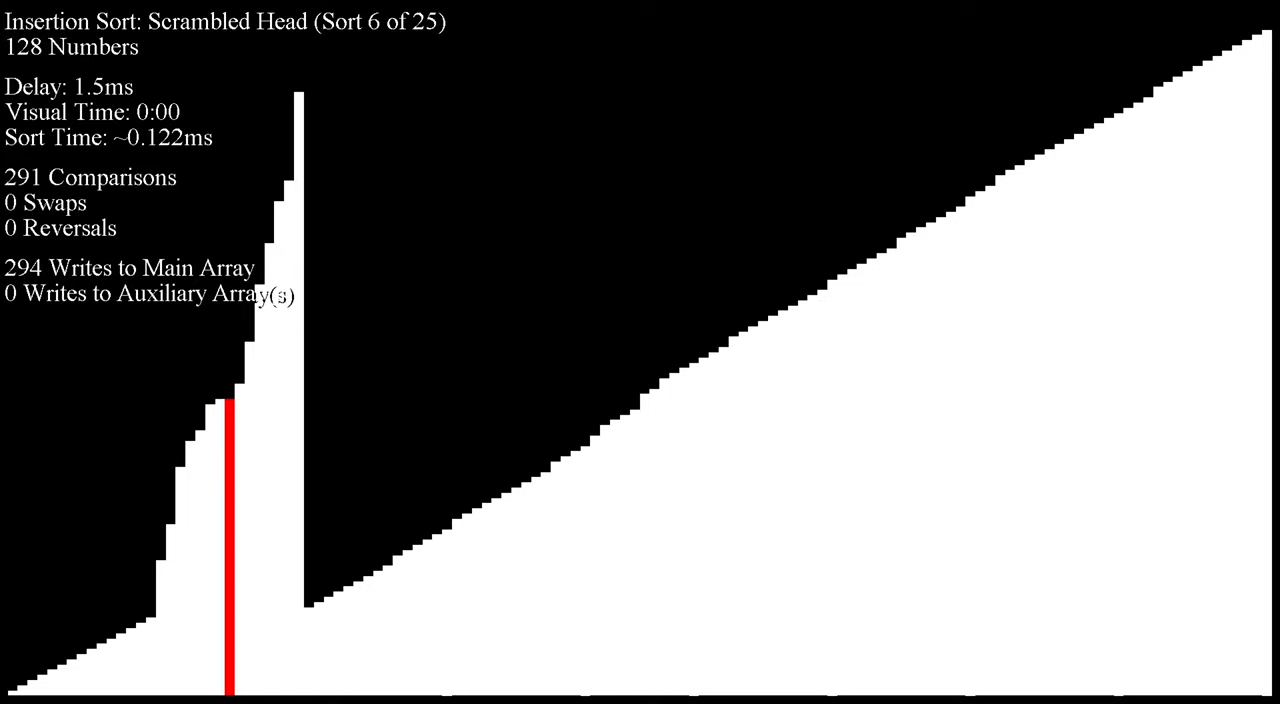 Insertion Sort: Scrambled Head (Sort 6 of 25)
128 Numbers
Delay: 1.5ms
Visual Time: 0:00
Sort Time: ~0.122ms
291 Comparisons
0 Swaps
0 Reversals
294 Writes to Main Array
0 Writes to Auxiliary Array(s)